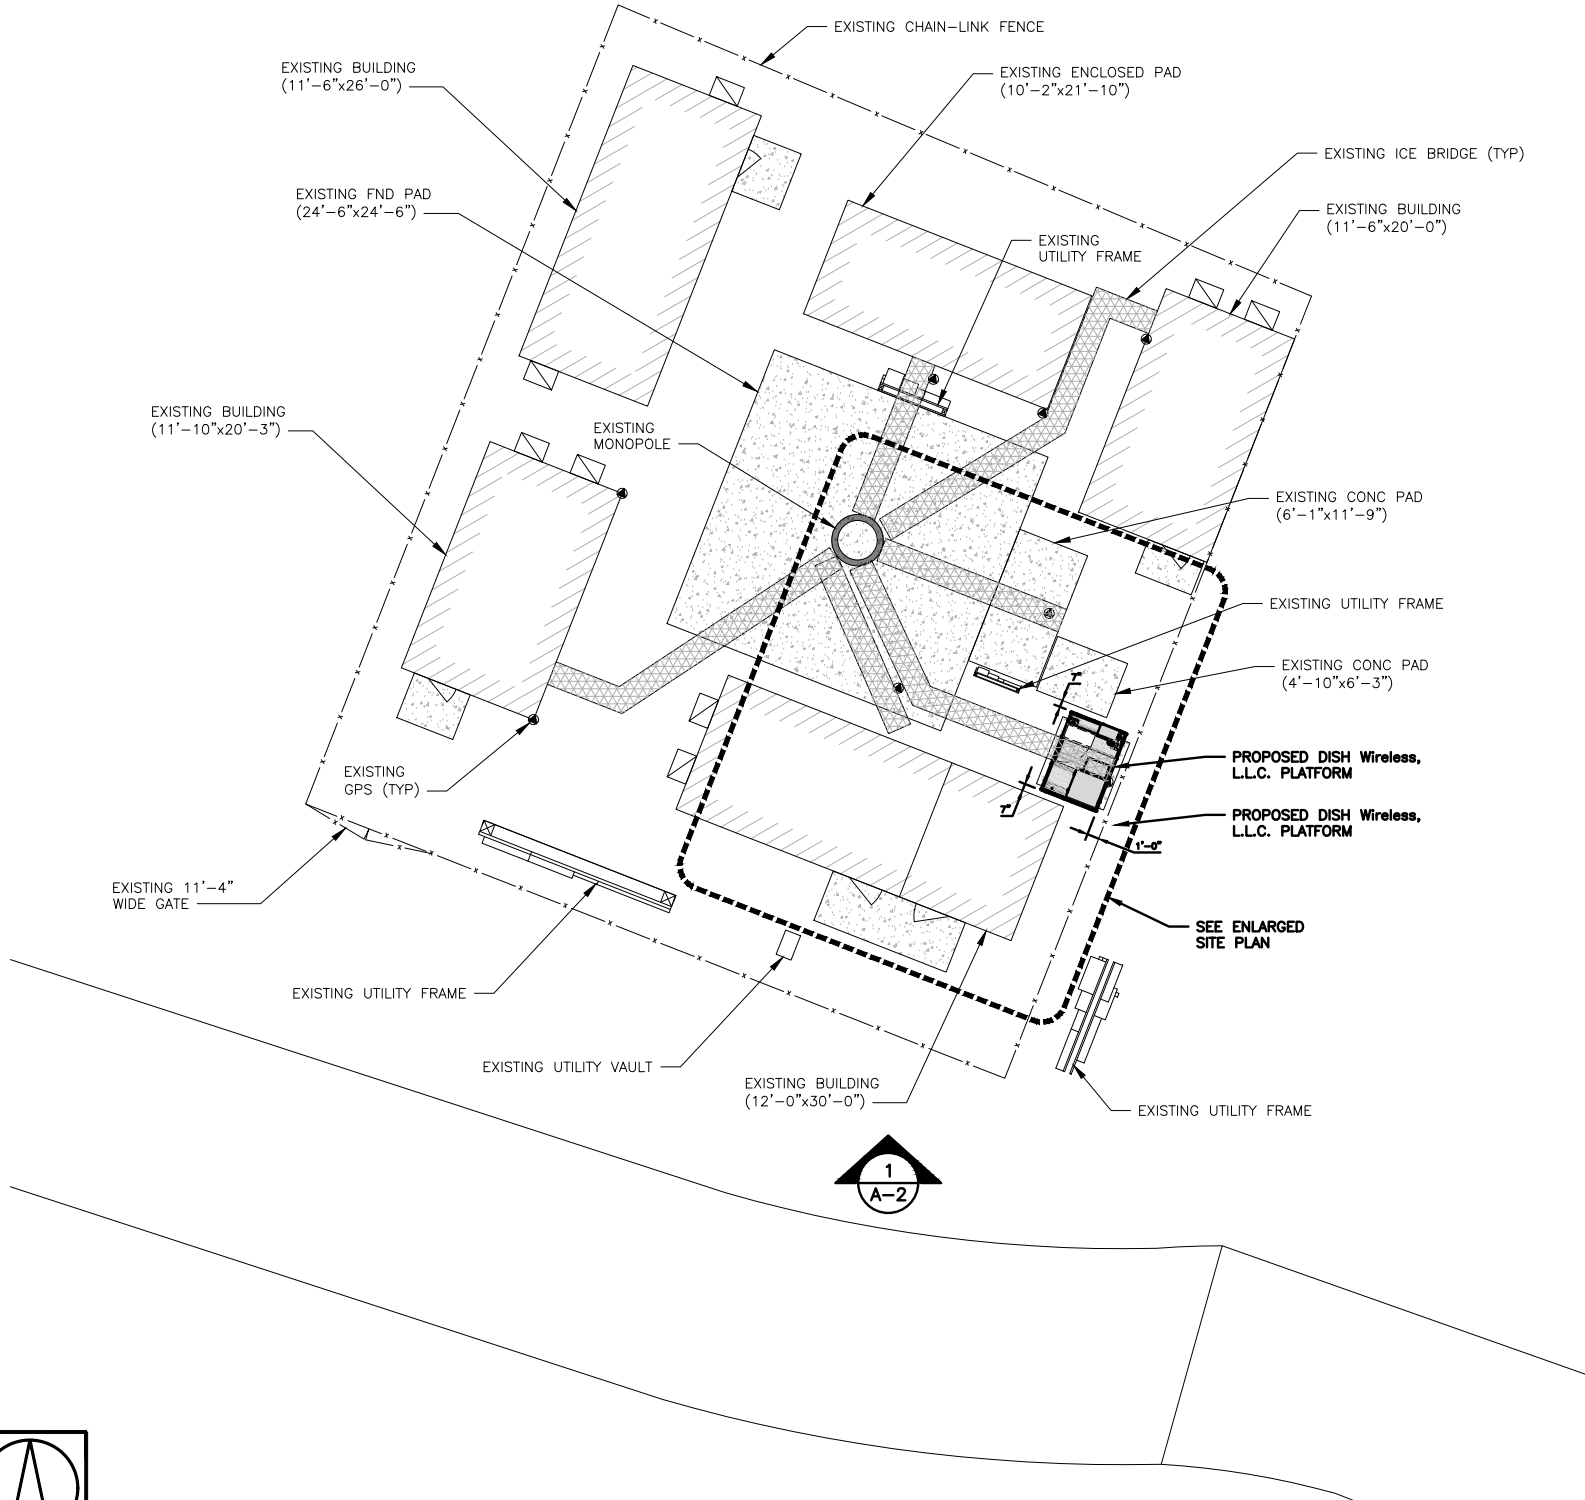 EXISTING CHAIN-LINK FENCE
EXISTING BUILDING
(11'-6"x26'-0")
EXISTING ENCLOSED PAD
(10'-2"x21'-10")
EXISTING ICE BRIDGE (TYP)
EXISTING FND PAD
(24'-6"x24'-6")
EXISTING BUILDING
(11'-6"x20'-0")
EXISTING
UTILITY FRAME
EXISTING BUILDING
(11'-10"x20'-3")
EXISTING
MONOPOLE
EXISTING CONC PAD
(6'-1"x11'-9")
EXISTING UTILITY FRAME
EXISTING CONC PAD
(4'-10"x6'-3")
7"
PROPOSED DISH Wireless,
L.L.C. PLATFORM
EXISTING
GPS (TYP)
7"
PROPOSED DISH Wireless,
L.L.C. PLATFORM
1'-0"
EXISTING 11'-4"
WIDE GATE
SEE ENLARGED
SITE PLAN
EXISTING UTILITY FRAME
EXISTING UTILITY VAULT
EXISTING BUILDING
(12'-0"x30'-0")
EXISTING UTILITY FRAME
1
A-2